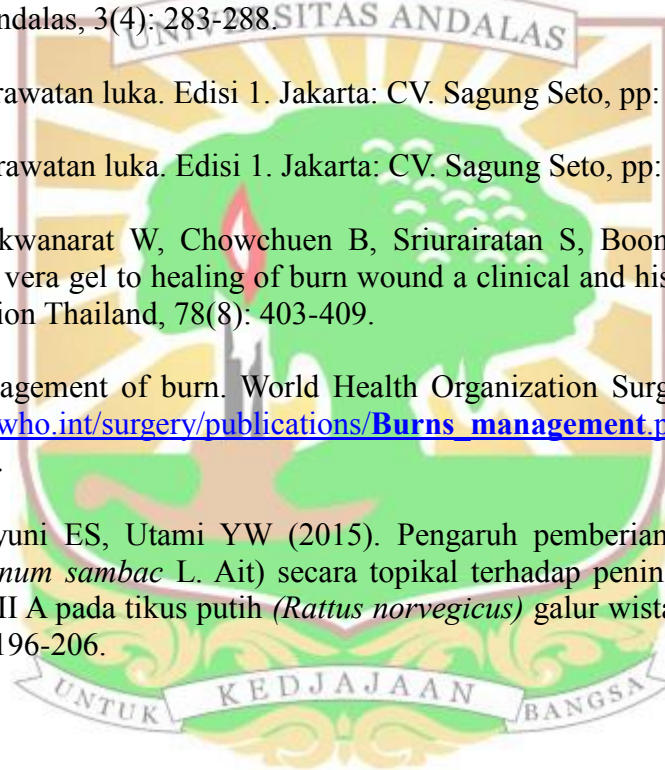 ndalas, 3(4): 283-288.
UNIVERSITAS ANDALAS
rawatan luka. Edisi 1. Jakarta: CV. Sagung Seto, pp:
rawatan luka. Edisi 1. Jakarta: CV. Sagung Seto, pp:
kwanarat W, Chowchuen B, Sriurairatan S, Boon
vera gel to healing of burn wound a clinical and his
ion Thailand, 78(8): 403-409.
agement of burn. World Health Organization Surg
who.int/surgery/publications/Burns_management.p
.
yuni ES, Utami YW (2015). Pengaruh pemberian
num sambac L. Ait) secara topikal terhadap penin
II A pada tikus putih (Rattus norvegicus) galur wista
196-206.
UNTUK KEDJAJAAN BANGSA